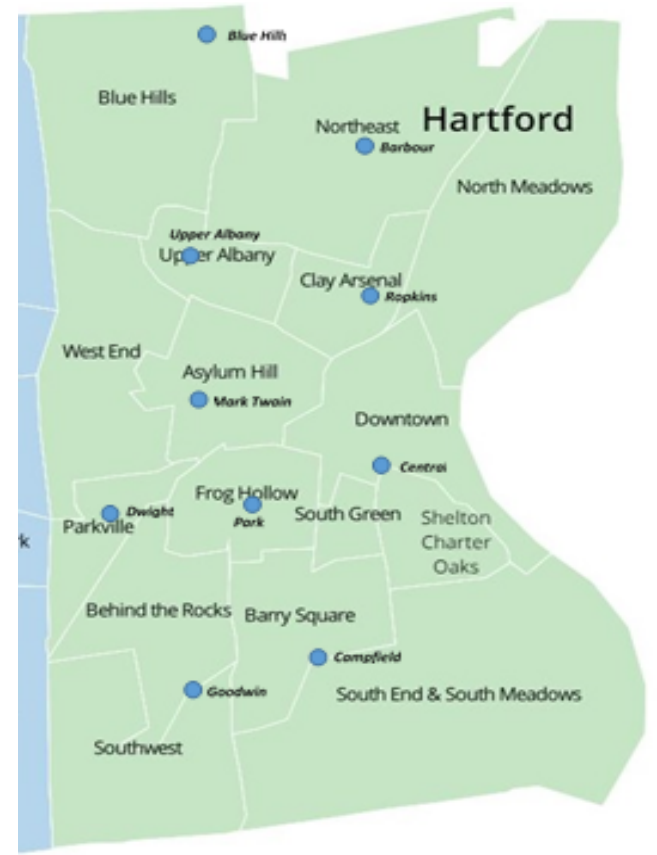 Blue Hills
Blue Hills
Northeast
Hartford
Barbour
North Meadows
Upper Albany
Upper Albany
Clay Arsenal
Ropkins
West End
Asylum Hill
Mark Twain
Downtown
Central
Frog Hollow
Dwight
Park
South Green
Shelton
Charter
Oaks
Parkville
k
Behind the Rocks
Barry Square
Campfield
Goodwin
South End & South Meadows
Southwest